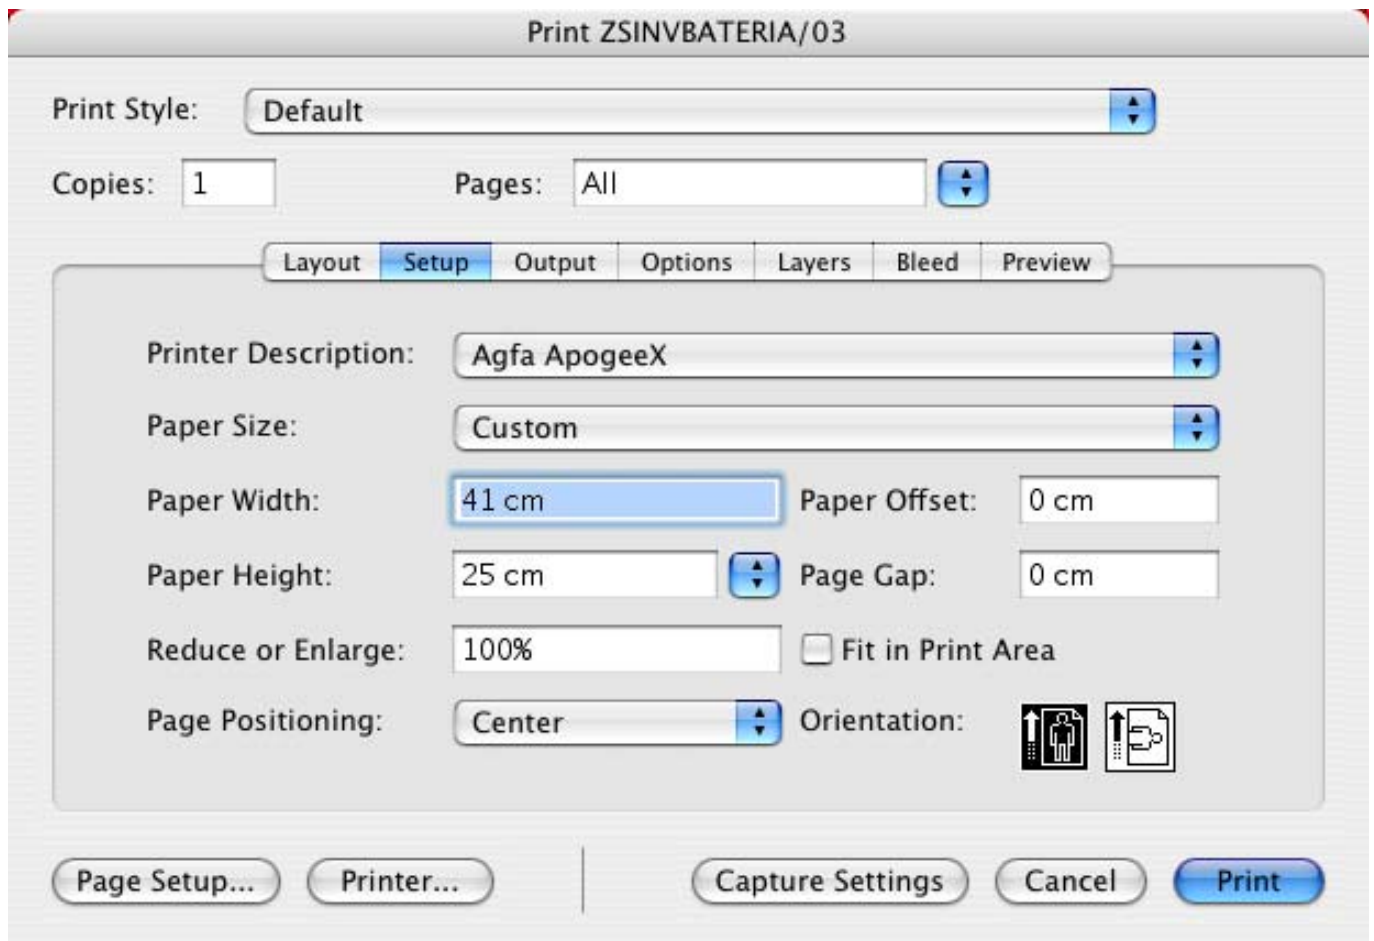 Print ZSINVBATERIA/03
Print Style: Default
Copies: 1 Pages: All
Layout Setup Output Options Layers Bleed Preview
Printer Description: Agfa ApogeeX
Paper Size: Custom
Paper Width: 41 cm Paper Offset: 0 cm
Paper Height: 25 cm Page Gap: 0 cm
Reduce or Enlarge: 100% Fit in Print Area
Page Positioning: Center Orientation:
Page Setup... Printer... Capture Settings Cancel Print